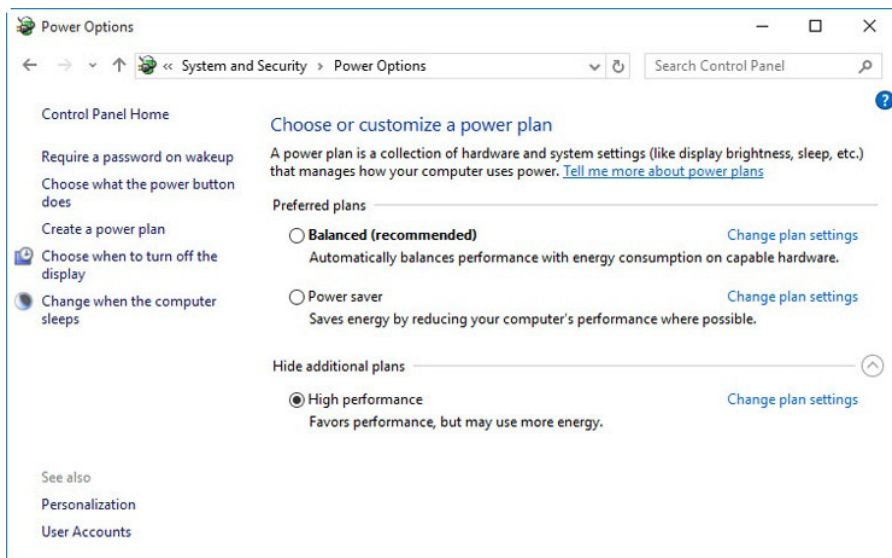 Power Options
« System and Security > Power Options
Search Control Panel
?
Control Panel Home
Require a password on wakeup
Choose what the power button
does
Create a power plan
Choose when to turn off the
display
Change when the computer
sleeps
See also
Personalization
User Accounts
Choose or customize a power plan
A power plan is a collection of hardware and system settings (like display brightness, sleep, etc.)
that manages how your computer uses power. Tell me more about power plans
Preferred plans
Balanced (recommended) Change plan settings
Automatically balances performance with energy consumption on capable hardware.
Power saver Change plan settings
Saves energy by reducing your computer's performance where possible.
Hide additional plans
High performance Change plan settings
Favors performance, but may use more energy.